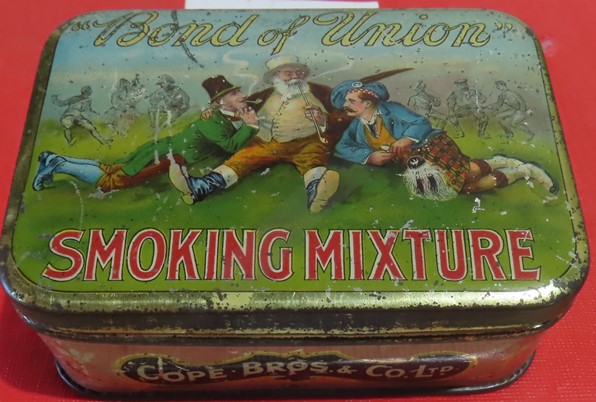 "Bond of Union"
SMOKING MIXTURE
COPE · BROS. & CO. LTD